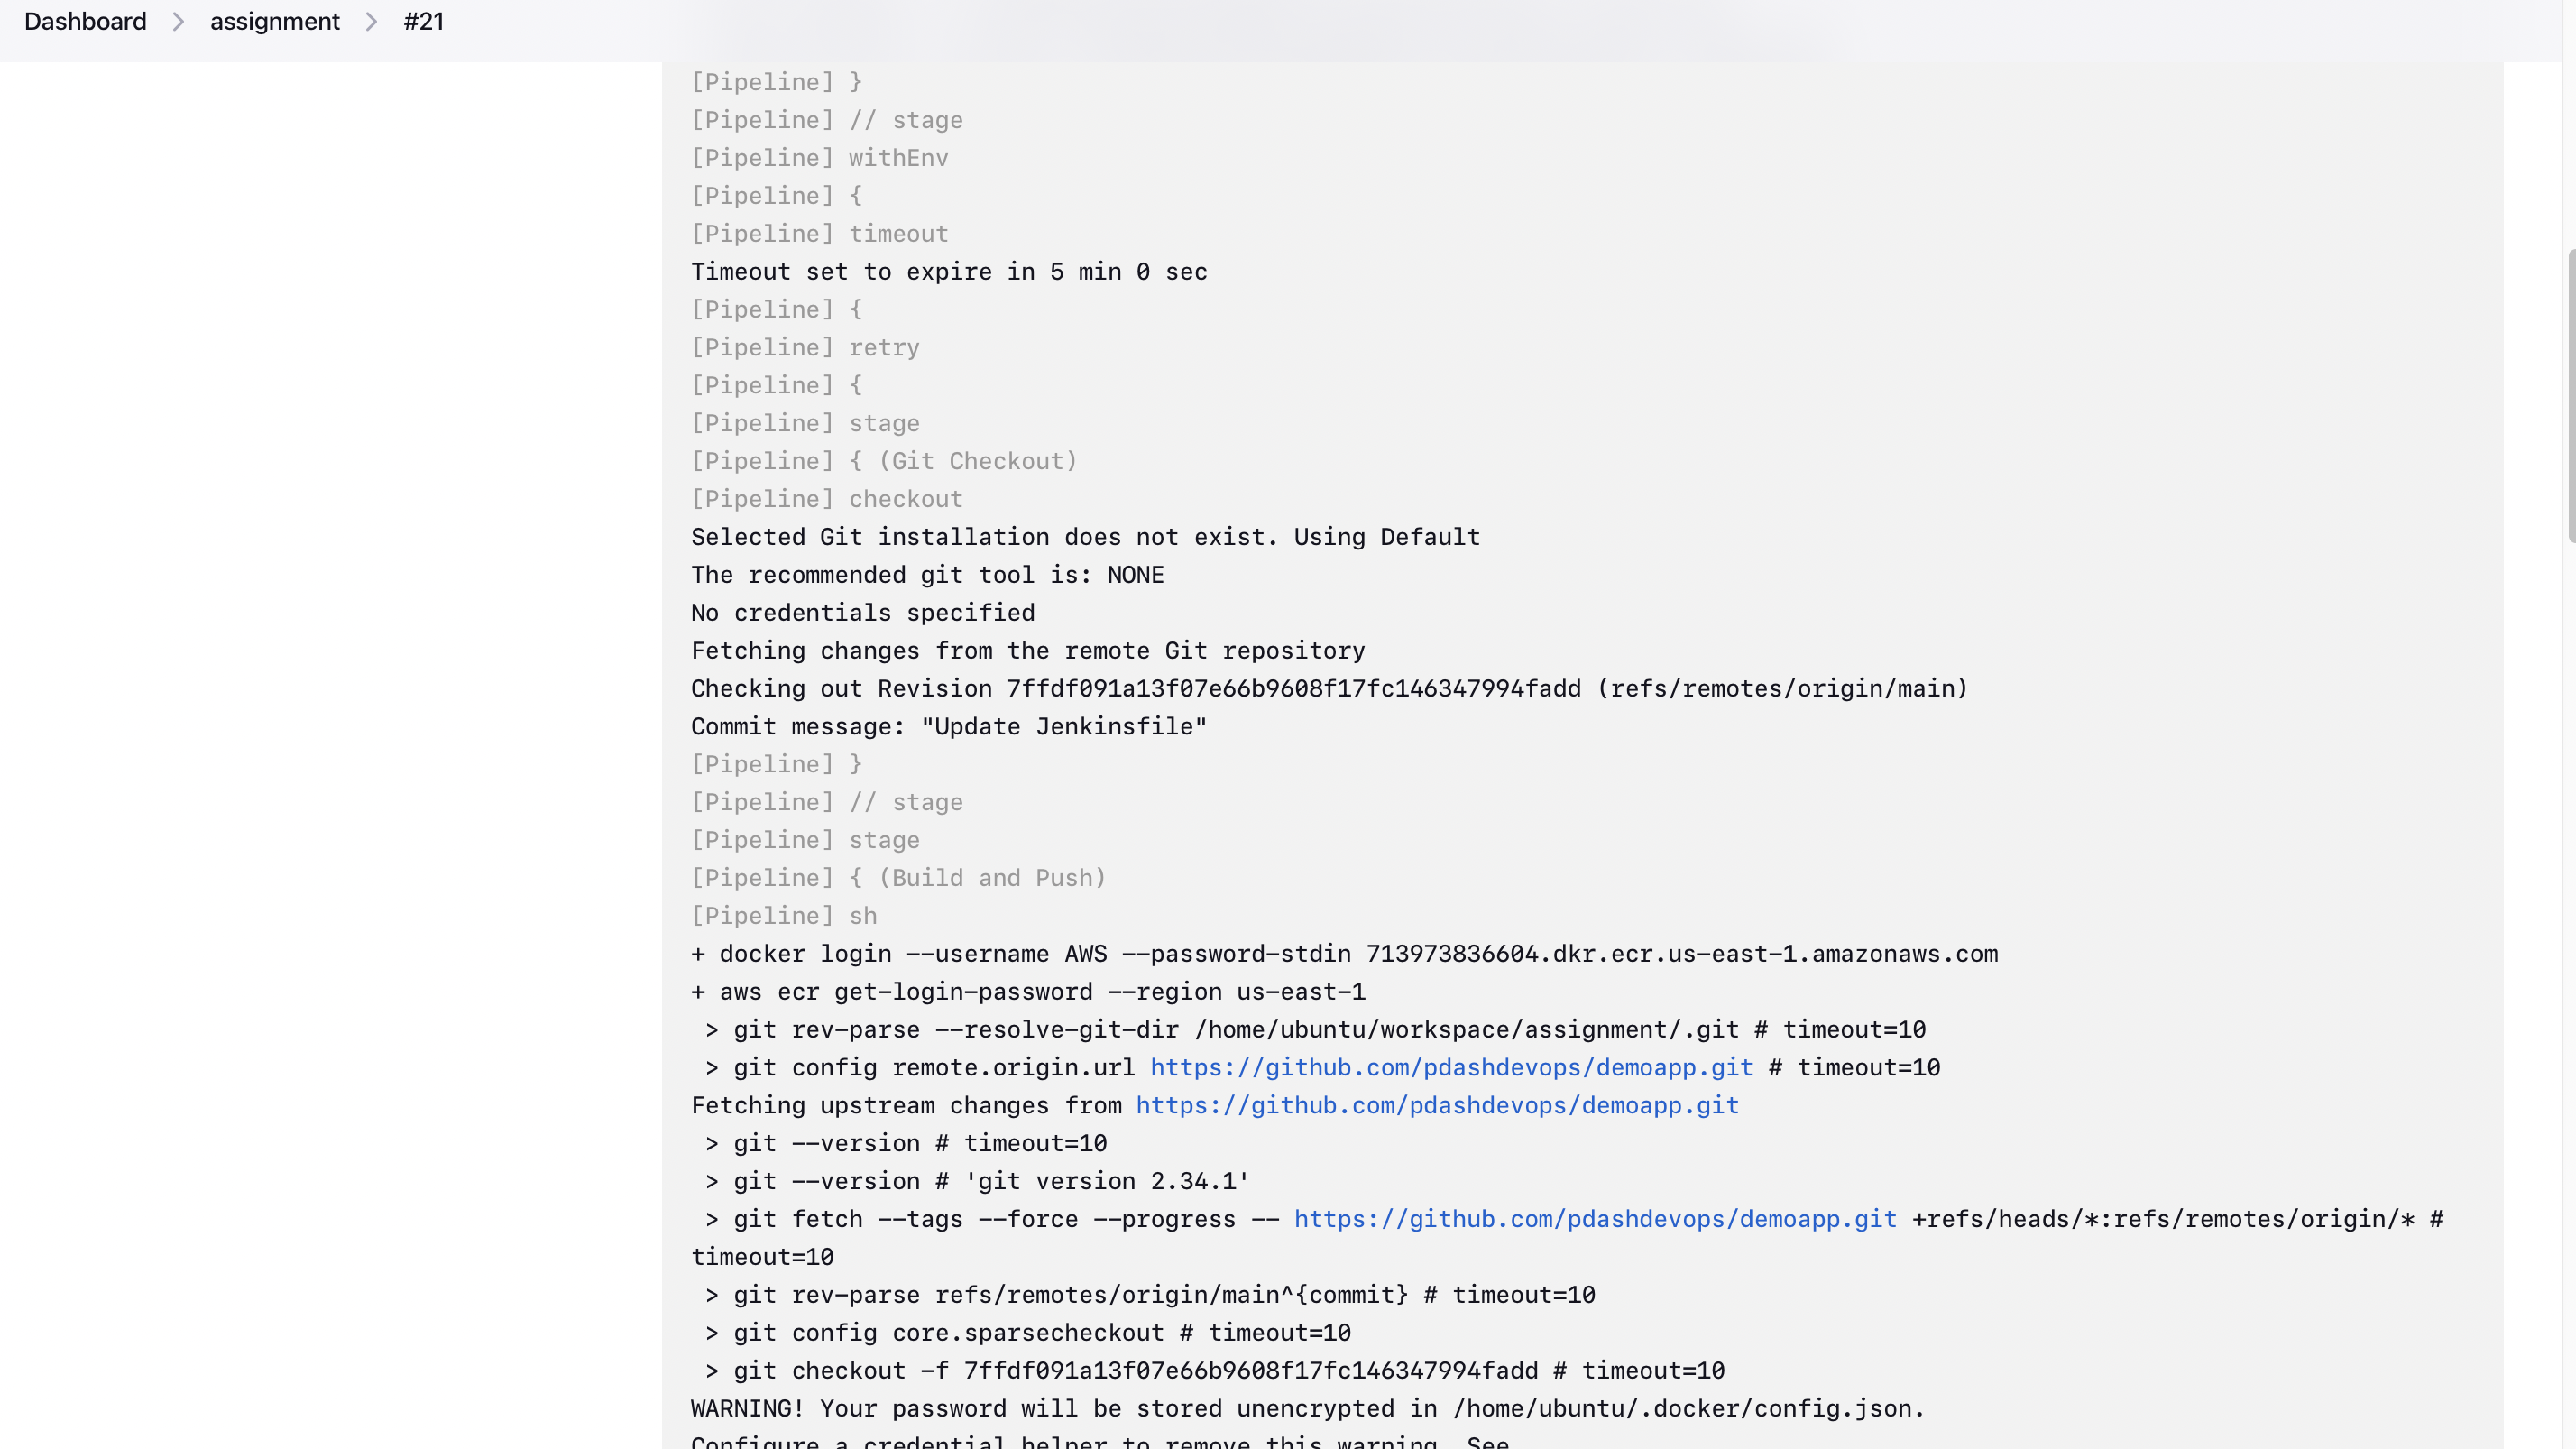 Dashboard > assignment > #21
[Pipeline] }
[Pipeline] // stage
[Pipeline] withEnv
[Pipeline] {
[Pipeline] timeout
Timeout set to expire in 5 min 0 sec
[Pipeline] {
[Pipeline] retry
[Pipeline] {
[Pipeline] stage
[Pipeline] { (Git Checkout)
[Pipeline] checkout
Selected Git installation does not exist. Using Default
The recommended git tool is: NONE
No credentials specified
Fetching changes from the remote Git repository
Checking out Revision 7ffdf091a13f07e66b9608f17fc146347994fadd (refs/remotes/origin/main)
Commit message: "Update Jenkinsfile"
[Pipeline] }
[Pipeline] // stage
[Pipeline] stage
[Pipeline] { (Build and Push)
[Pipeline] sh
+ docker login --username AWS --password-stdin 713973836604.dkr.ecr.us-east-1.amazonaws.com
+ aws ecr get-login-password --region us-east-1
 > git rev-parse --resolve-git-dir /home/ubuntu/workspace/assignment/.git # timeout=10
 > git config remote.origin.url https://github.com/pdashdevops/demoapp.git # timeout=10
Fetching upstream changes from https://github.com/pdashdevops/demoapp.git
 > git --version # timeout=10
 > git --version # 'git version 2.34.1'
 > git fetch --tags --force --progress -- https://github.com/pdashdevops/demoapp.git +refs/heads/*:refs/remotes/origin/* #
timeout=10
 > git rev-parse refs/remotes/origin/main^{commit} # timeout=10
 > git config core.sparsecheckout # timeout=10
 > git checkout -f 7ffdf091a13f07e66b9608f17fc146347994fadd # timeout=10
WARNING! Your password will be stored unencrypted in /home/ubuntu/.docker/config.json.
Configure a credential helper to remove this warning. See